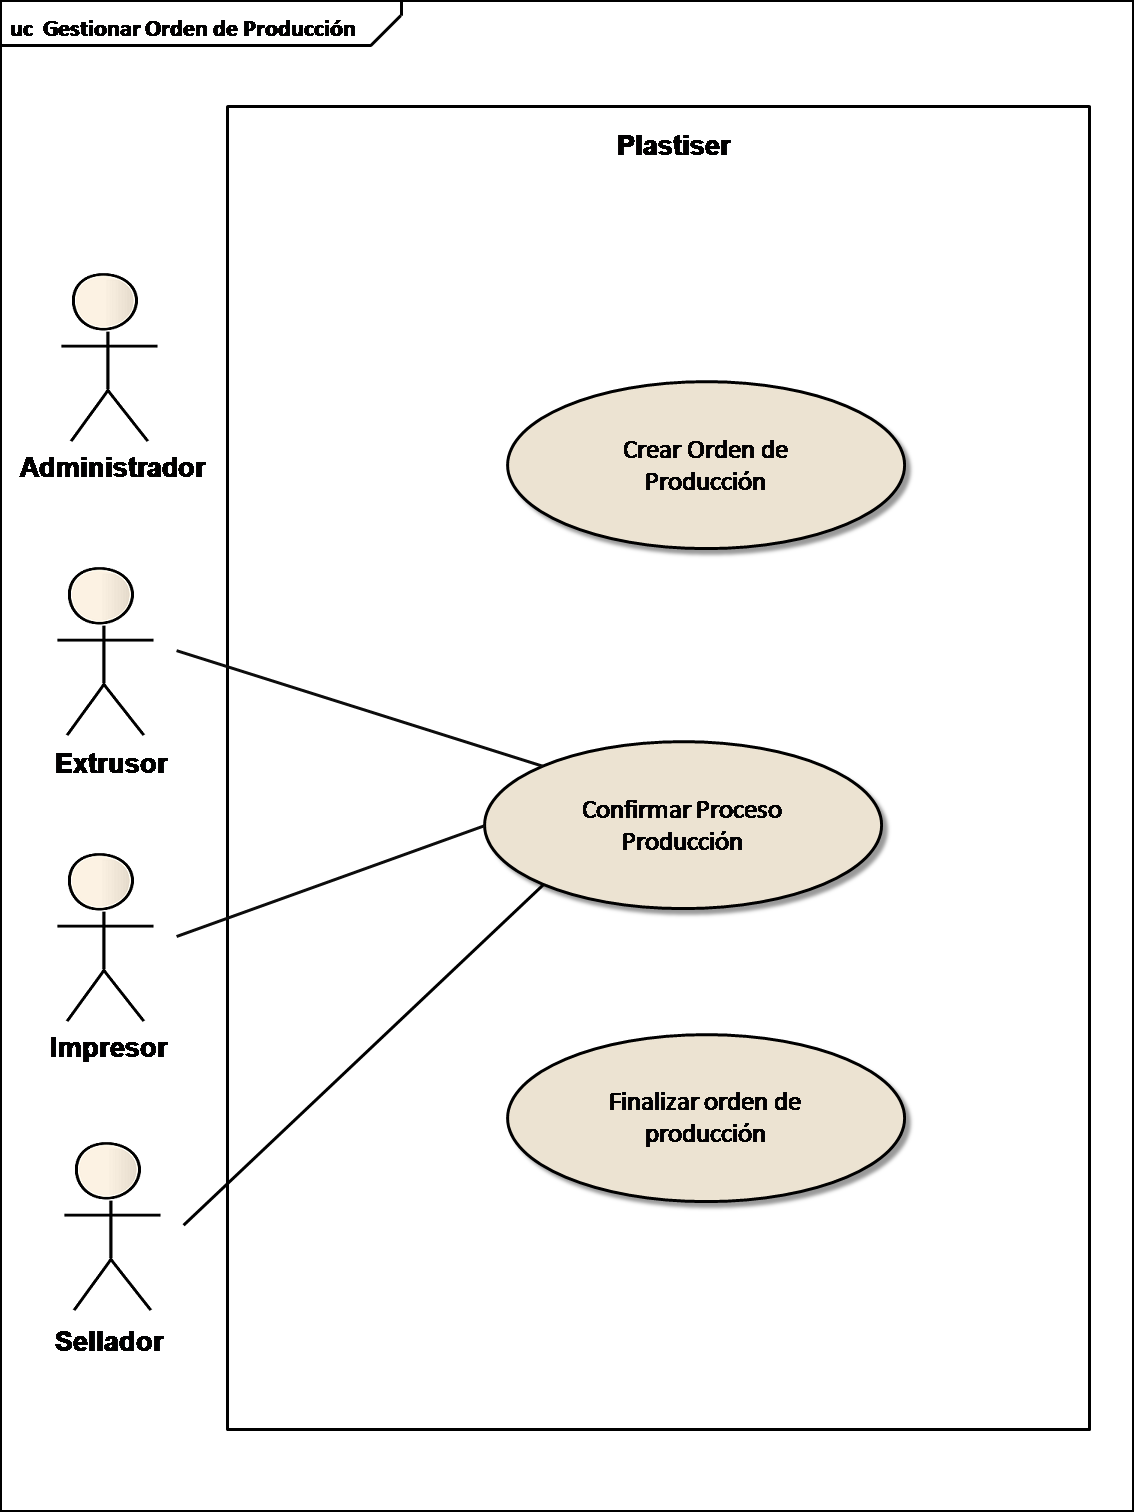 uc Gestionar Orden de Producción
Plastiser
Administrador
Crear Orden de
Producción
Extrusor
Confirmar Proceso
Producción
Impresor
Finalizar orden de
producción
Sellador